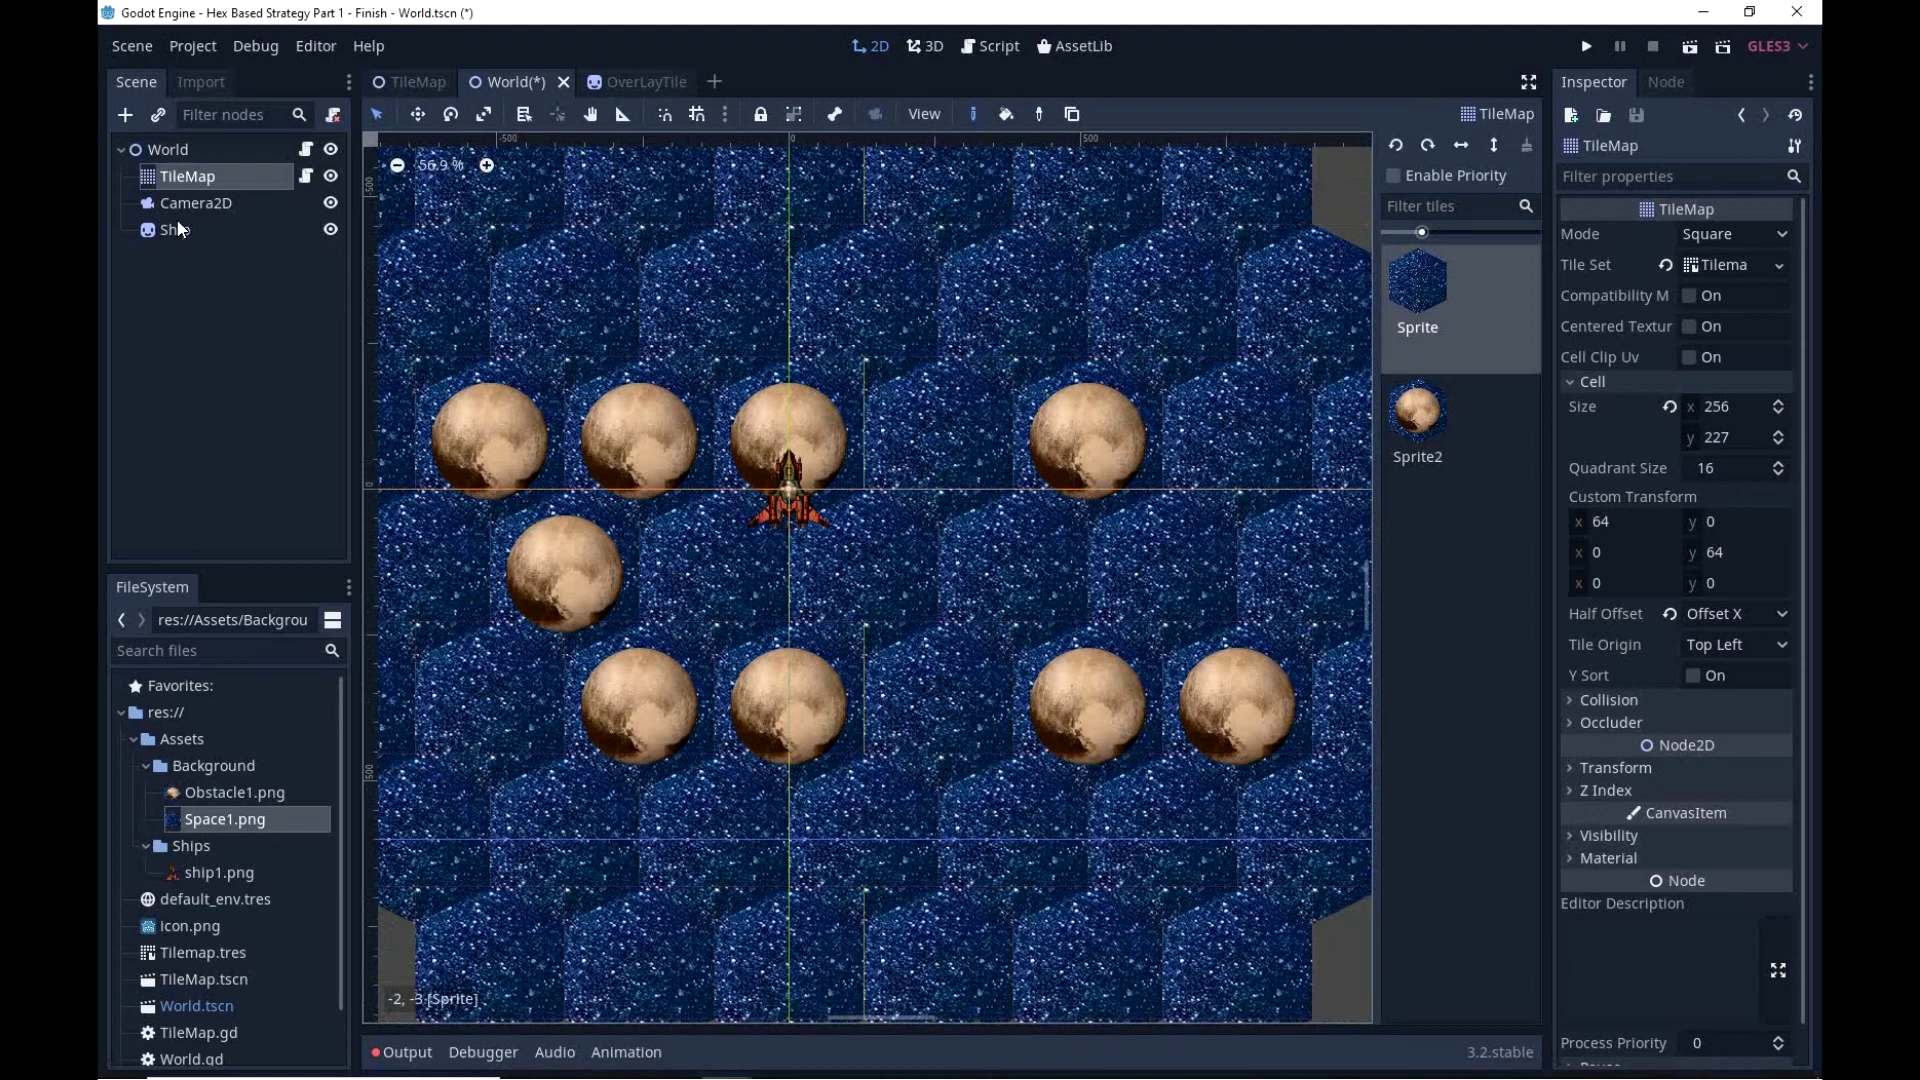 Godot Engine - Hex Based Strategy Part 1 - Finish - World.tscn (*)
Scene Project Debug Editor Help
2D 3D Script AssetLib
GLES3
Scene Import
TileMap World(*) OverLayTile
Inspector Node
Filter nodes
View
TileMap
World
TileMap
Camera2D
-500 0 500
-500
0
500
56.9 %
-2, -3 [Sprite]
Enable Priority
Filter tiles
Sprite
Sprite2
TileMap
Filter properties
TileMap
Mode Square
Tile Set Tilema
Compatibility M On
Centered Textur On
Cell Clip Uv On
Cell
Size x 256
y 227
Quadrant Size 16
Custom Transform
x 64 y 0
x 0 y 64
x 0 y 0
Half Offset Offset X
Tile Origin Top Left
Y Sort On
Collision
Occluder
Node2D
Transform
Z Index
CanvasItem
Visibility
Material
Node
Editor Description
Process Priority 0
FileSystem
res://Assets/Backgrou
Search files
Favorites:
res://
Assets
Background
Obstacle1.png
Space1.png
Ships
ship1.png
default_env.tres
icon.png
Tilemap.tres
TileMap.tscn
World.tscn
TileMap.gd
World.gd
Output Debugger Audio Animation
3.2.stable